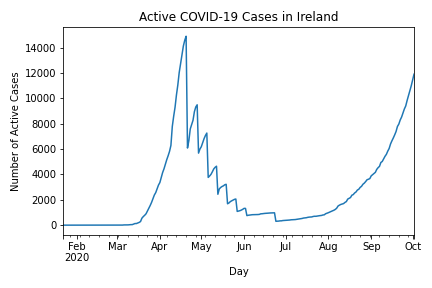 Active COVID-19 Cases in Ireland
Number of Active Cases
14000
12000
10000
8000
6000
4000
2000
0
Feb Mar Apr May Jun Jul Aug Sep Oct
2020
Day